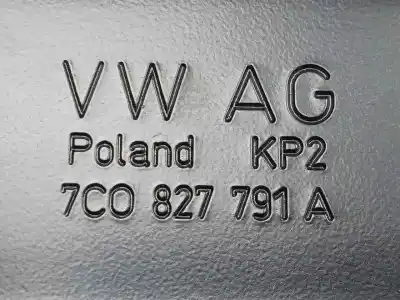 VW AG
Poland KP2
7C0 827 791 A